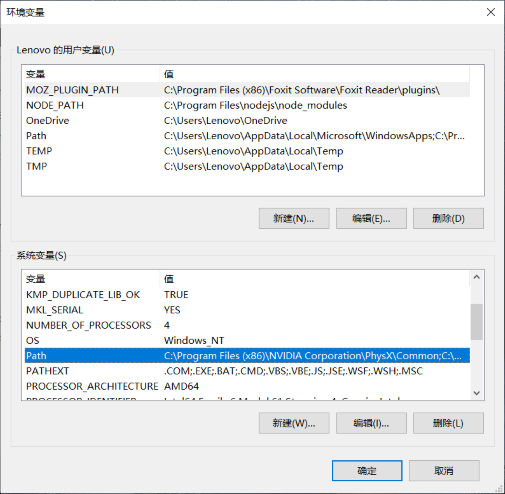 环境变量
Lenovo 的用户变量(U)
变量 值
MOZ_PLUGIN_PATH C:\Program Files (x86)\Foxit Software\Foxit Reader\plugins\
NODE_PATH C:\Program Files\nodejs\node_modules
OneDrive C:\Users\Lenovo\OneDrive
Path C:\Users\Lenovo\AppData\Local\Microsoft\WindowsApps;C:\Pr...
TEMP C:\Users\Lenovo\AppData\Local\Temp
TMP C:\Users\Lenovo\AppData\Local\Temp
新建(N)... 编辑(E)... 删除(D)
系统变量(S)
变量 值
KMP_DUPLICATE_LIB_OK TRUE
MKL_SERIAL YES
NUMBER_OF_PROCESSORS 4
OS Windows_NT
Path C:\Program Files (x86)\NVIDIA Corporation\PhysX\Common;C:\...
PATHEXT .COM;.EXE;.BAT;.CMD;.VBS;.VBE;.JS;.JSE;.WSF;.WSH;.MSC
PROCESSOR_ARCHITECTURE AMD64
新建(W)... 编辑(I)... 删除(L)
确定 取消